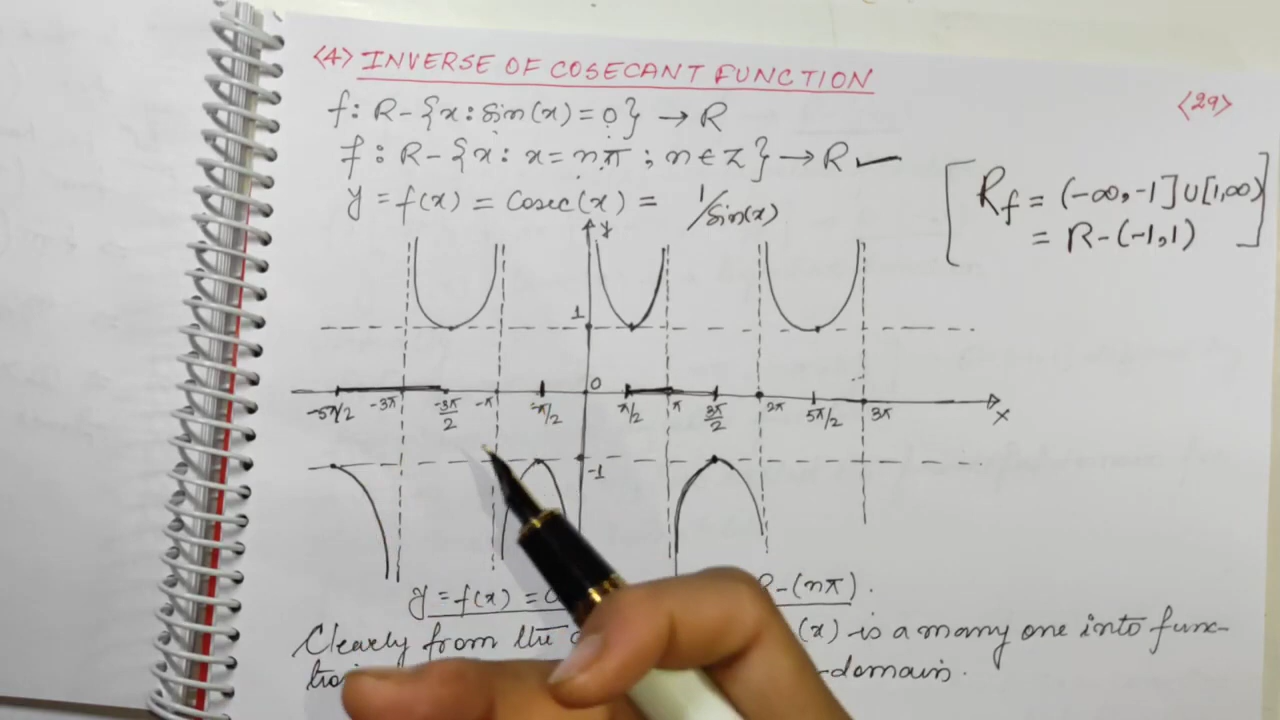 <4> INVERSE OF COSECANT FUNCTION
<29>
f: R-{x: Sin(x)=0} → R
f: R-{x: x=nπ ; n∈Z} → R ✓
y = f(x) = Cosec(x) = 1/Sin(x)
[ Rf = (-∞,-1]∪[1,∞)
= R-(-1,1) ]
y
1
0
-5π/2 -3π -3π/2 -π -π/2 π/2 π 3π/2 2π 5π/2 3π x
-1
y = f(x) = R-(nπ).
Clearly from the (x) is a many one into func-
-domain.